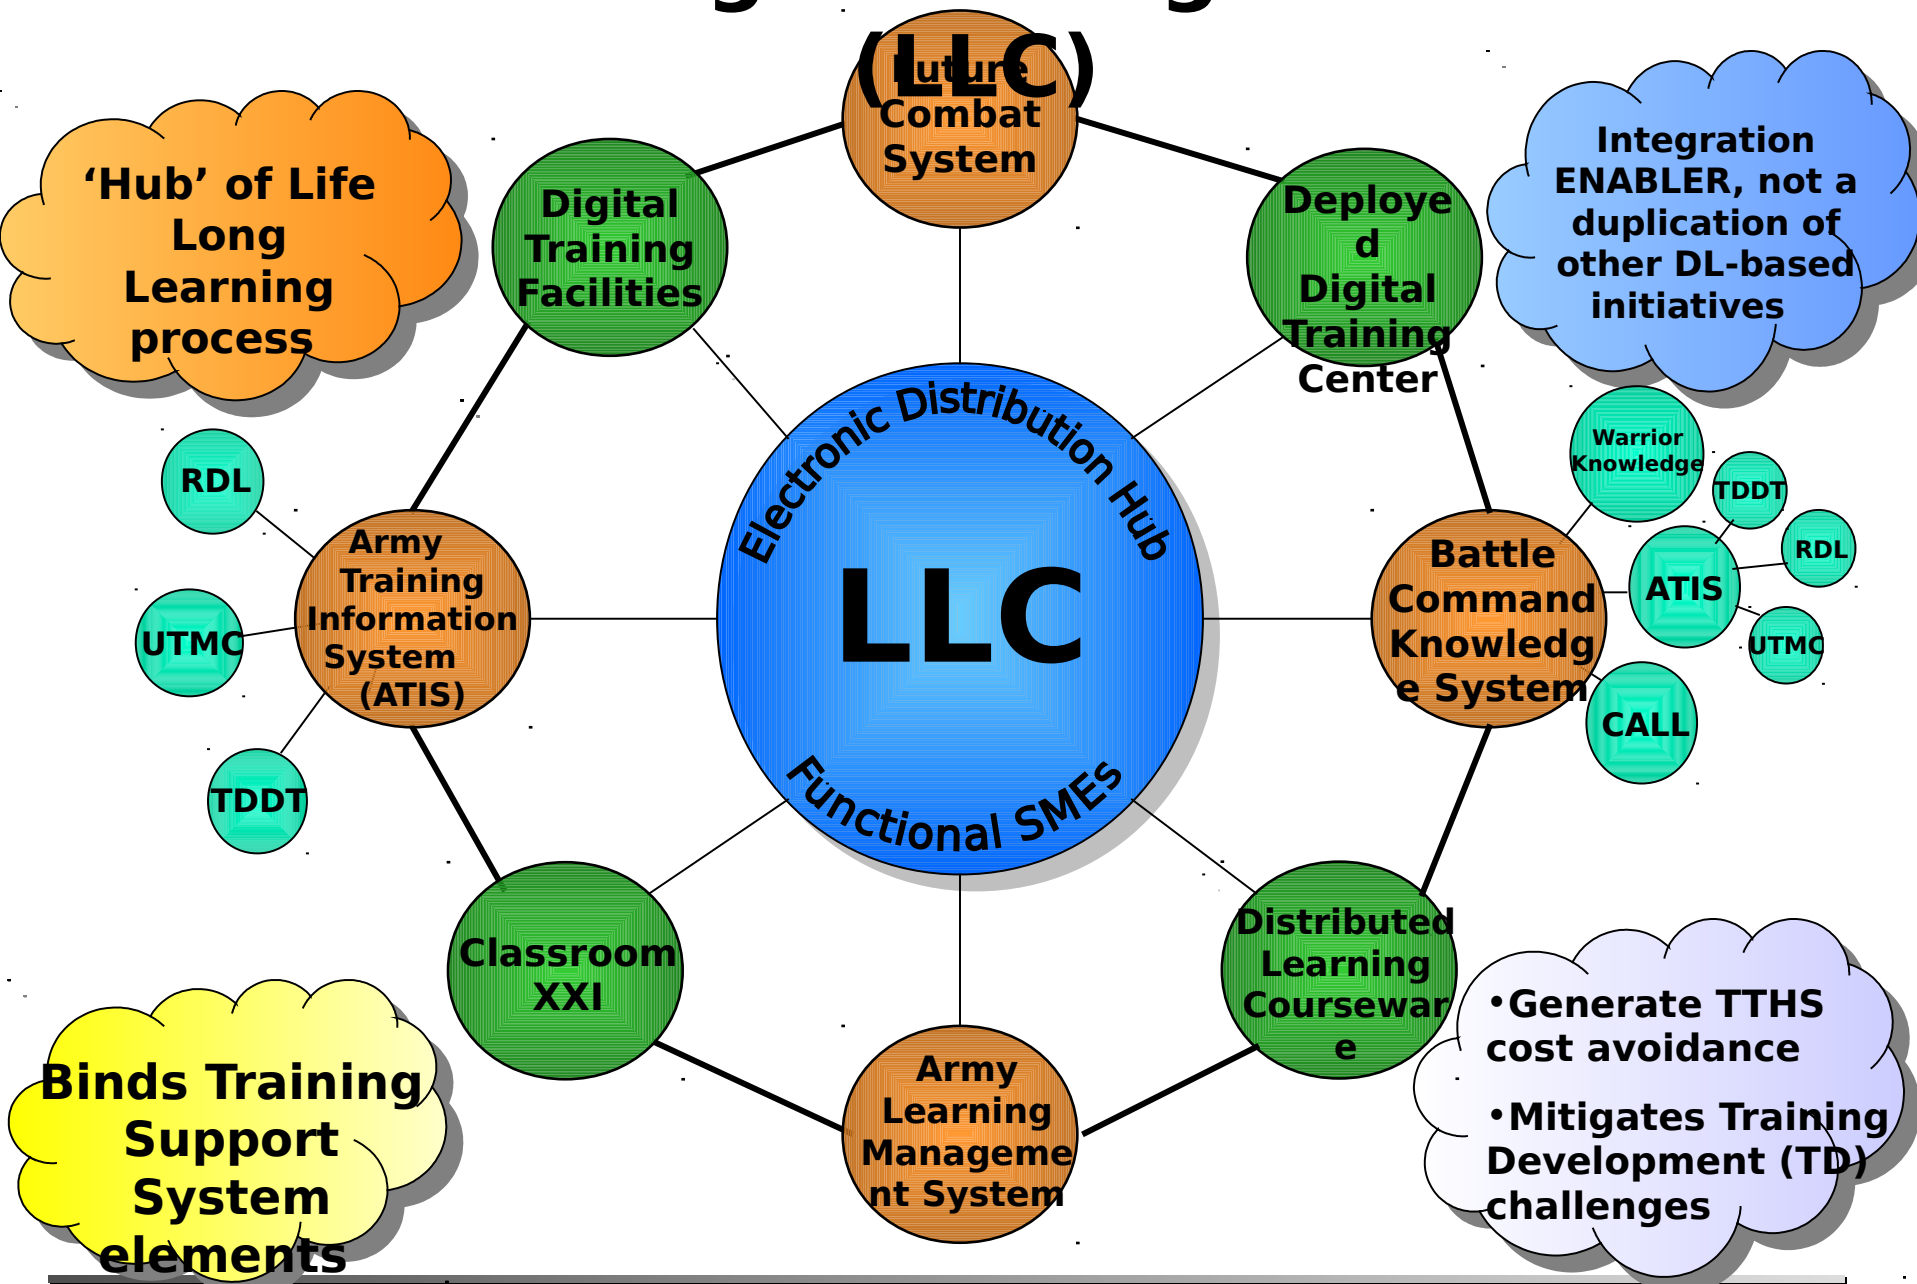 (LLC)
Future
Combat
System
‘Hub’ of Life
Long
Learning
process
Digital
Training
Facilities
Deploye
d
Digital
Training
Center
Integration
ENABLER, not a
duplication of
other DL-based
initiatives
RDL
UTMC
TDDT
Army
Training
Information
System
(ATIS)
Electronic Distribution Hub
LLC
Functional SMEs
Battle
Command
Knowledg
e System
Warrior
Knowledge
TDDT
RDL
ATIS
UTMC
CALL
Classroom
XXI
Army
Learning
Manageme
nt System
Distributed
Learning
Coursewar
e
Binds Training
Support
System
elements
•Generate TTHS
cost avoidance
•Mitigates Training
Development (TD)
challenges